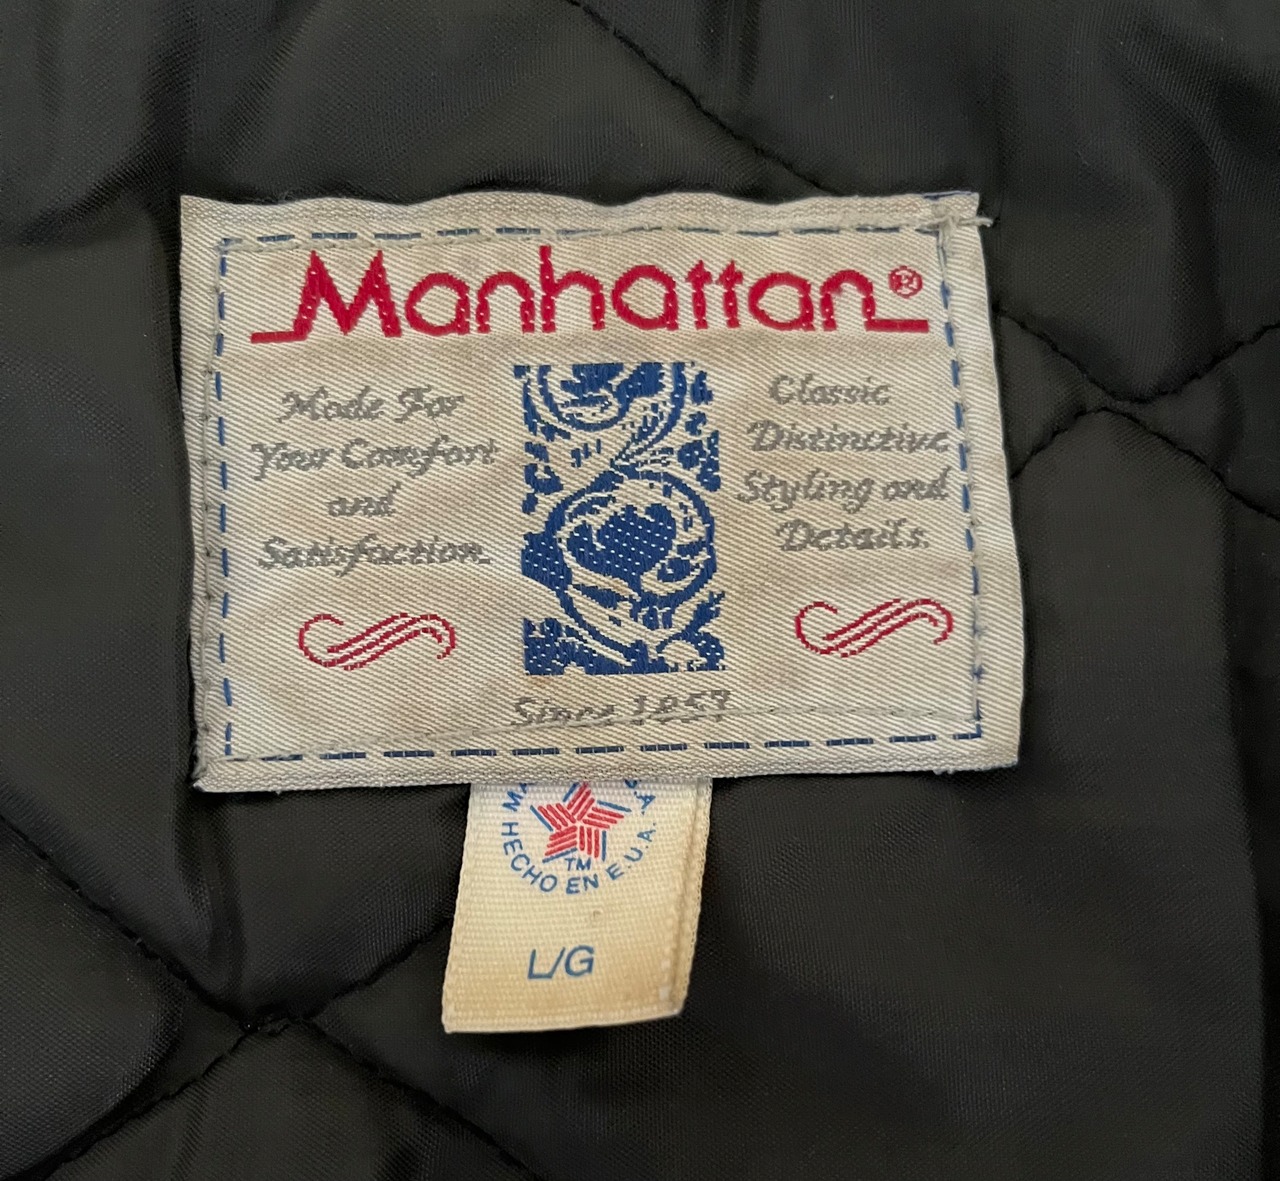 Manhattan®
Made For
Your Comfort
and
Satisfaction.
Classic
Distinctive
Styling and
Details.
Since 1857
HECHO EN E.U.A.
TM
L/G